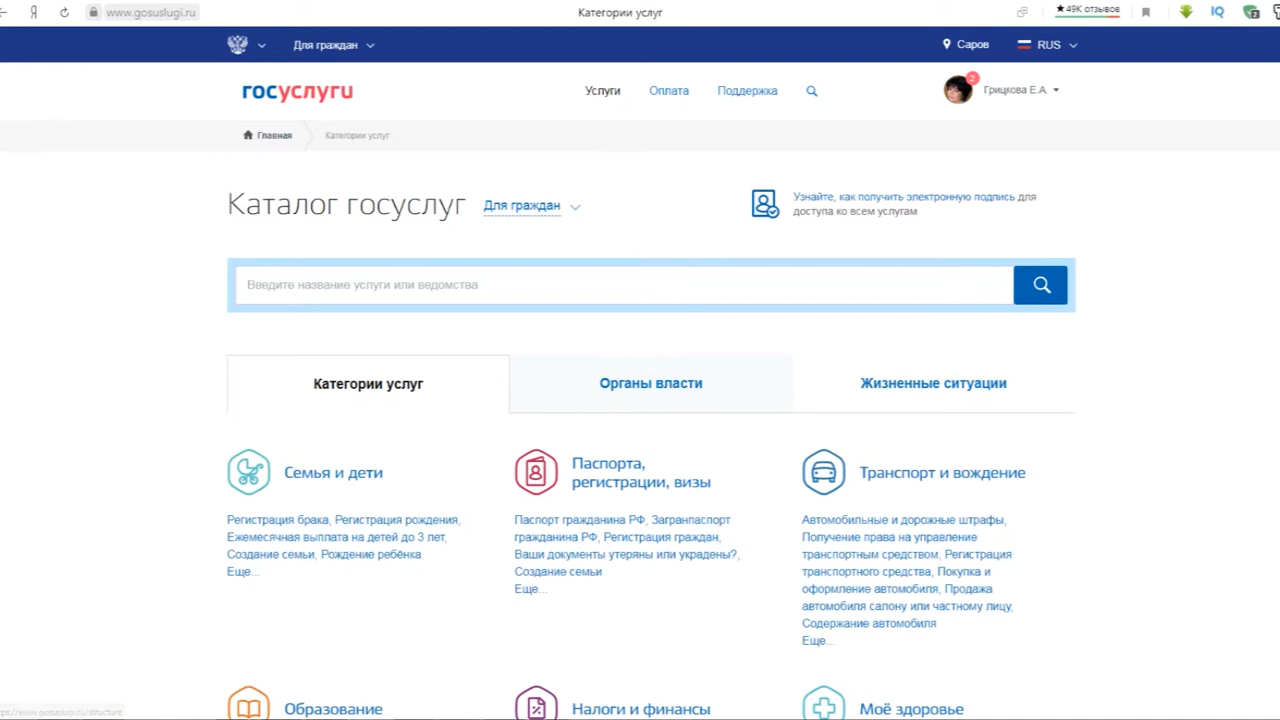 www.gosuslugi.ru
Категории услуг
★49K отзывов
IQ
2
Для граждан
Саров
RUS
госуслуги
Услуги
Оплата
Поддержка
2
Грицкова Е.А.
Главная
Категории услуг
Каталог госуслуг
Для граждан
Узнайте, как получить электронную подпись для
доступа ко всем услугам
Введите название услуги или ведомства
Категории услуг
Органы власти
Жизненные ситуации
Семья и дети
Регистрация брака, Регистрация рождения,
Ежемесячная выплата на детей до 3 лет,
Создание семьи, Рождение ребёнка
Еще...
Паспорта,
регистрации, визы
Паспорт гражданина РФ, Загранпаспорт
гражданина РФ, Регистрация граждан,
Ваши документы утеряны или украдены?,
Создание семьи
Еще...
Транспорт и вождение
Автомобильные и дорожные штрафы,
Получение права на управление
транспортным средством, Регистрация
транспортного средства, Покупка и
оформление автомобиля, Продажа
автомобиля салону или частному лицу,
Содержание автомобиля
Еще...
Образование
Налоги и финансы
Моё здоровье